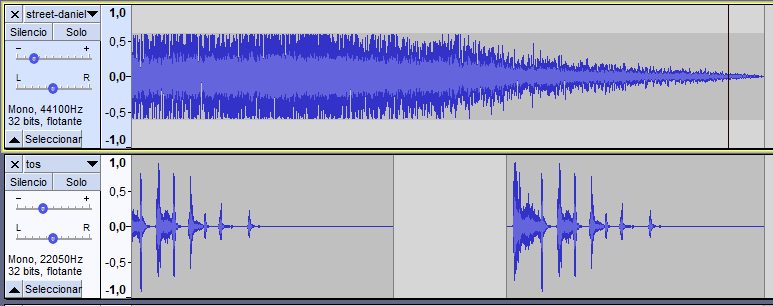 street-daniel
Silencio Solo
- +
L R
Mono, 44100Hz
32 bits, flotante
Seleccionar
1,0
0,5
0,0
-0,5
-1,0
tos
Silencio Solo
- +
L R
Mono, 22050Hz
32 bits, flotante
Seleccionar
1,0
0,5
0,0
-0,5
-1,0